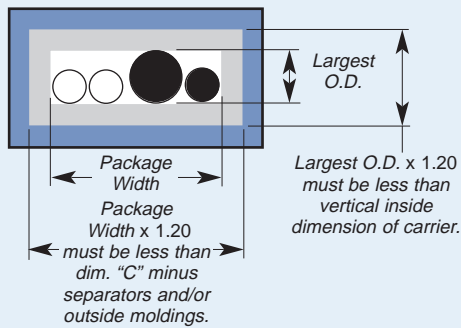 Largest
O.D.
Package
Width
Largest O.D. x 1.20
must be less than
vertical inside
dimension of carrier.
Package
Width x 1.20
must be less than
dim. “C” minus
separators and/or
outside moldings.